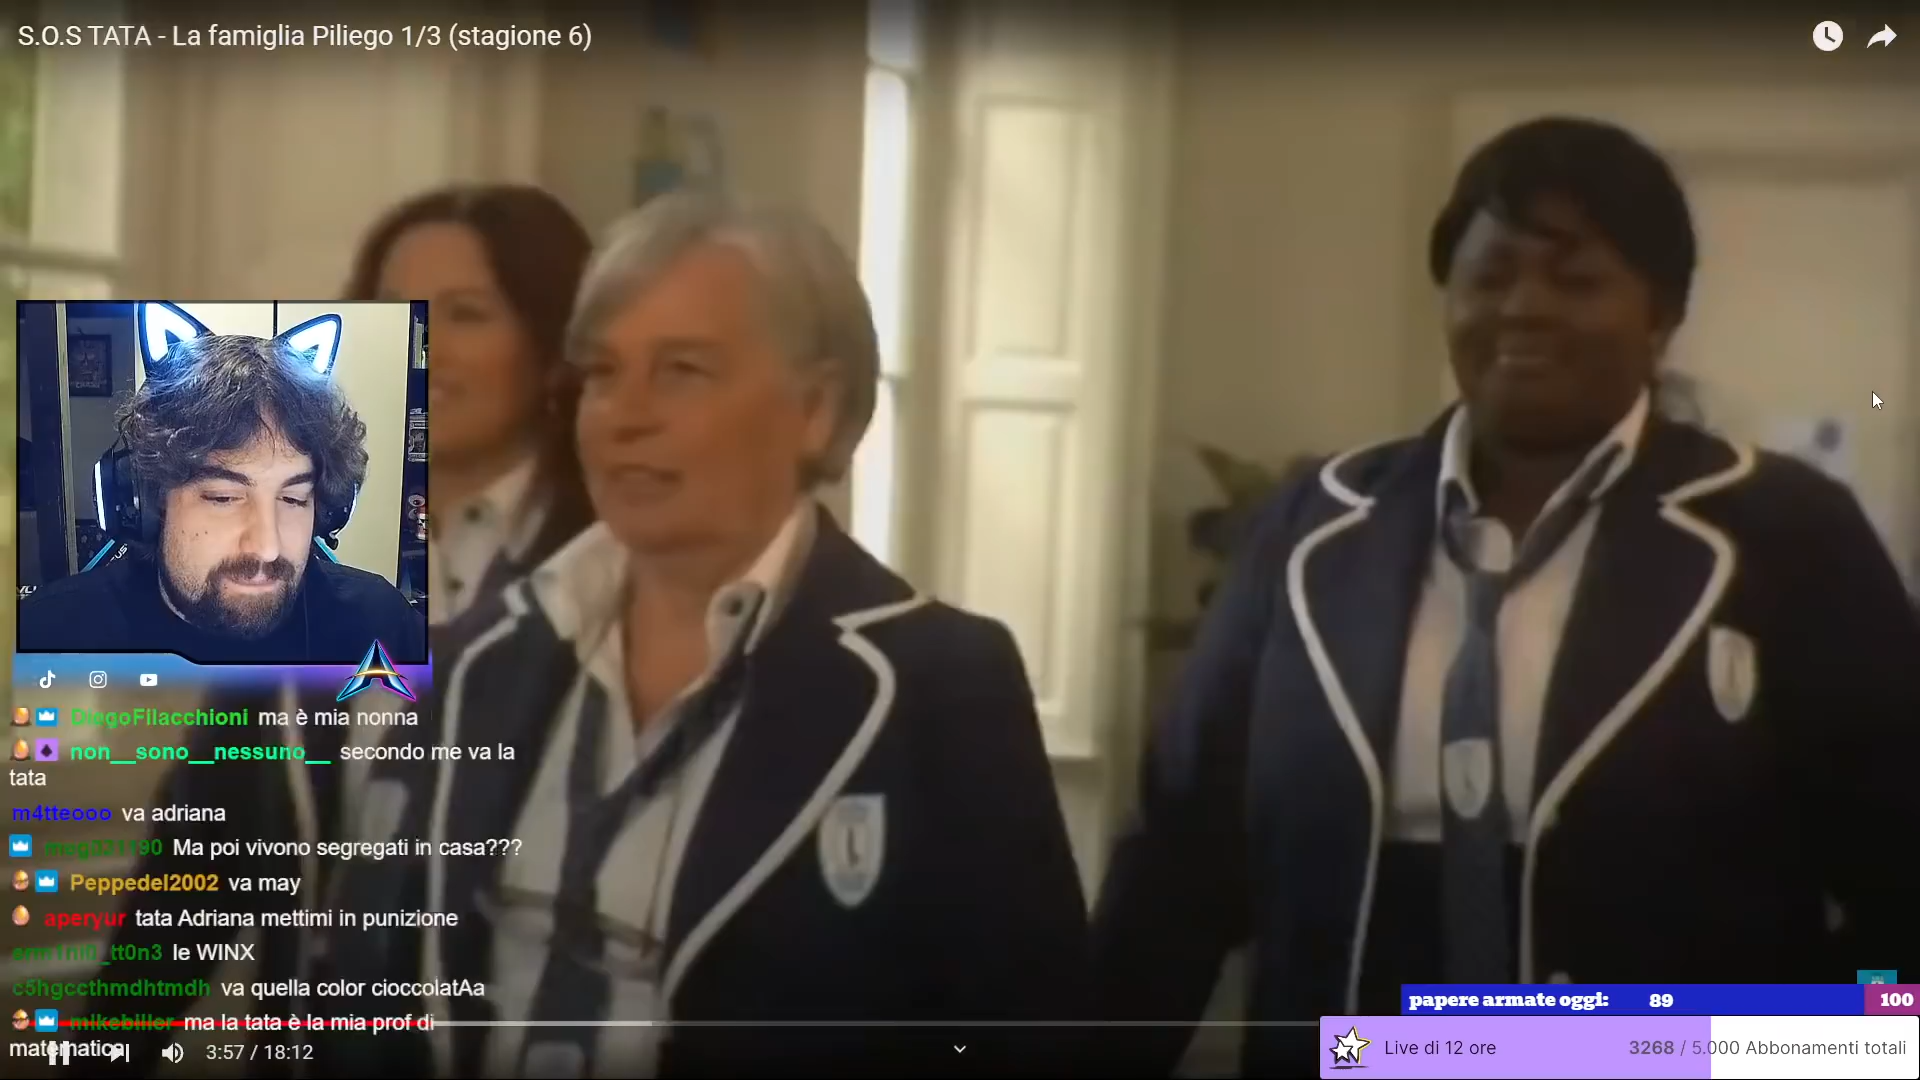 S.O.S TATA - La famiglia Piliego 1/3 (stagione 6)
DiegoFilacchioni ma è mia nonna
non__sono__nessuno__ secondo me va la
tata
m4tteooo va adriana
Ma poi vivono segregati in casa???
Peppedel2002 va may
aperyur tata Adriana mettimi in punizione
le WINX
c5hgccthmdhtmdh va quella color cioccolatAa
mikebiller ma la tata è la mia prof di
matematica
3:57 / 18:12
papere armate oggi: 89 100
Live di 12 ore 3268 / 5.000 Abbonamenti totali